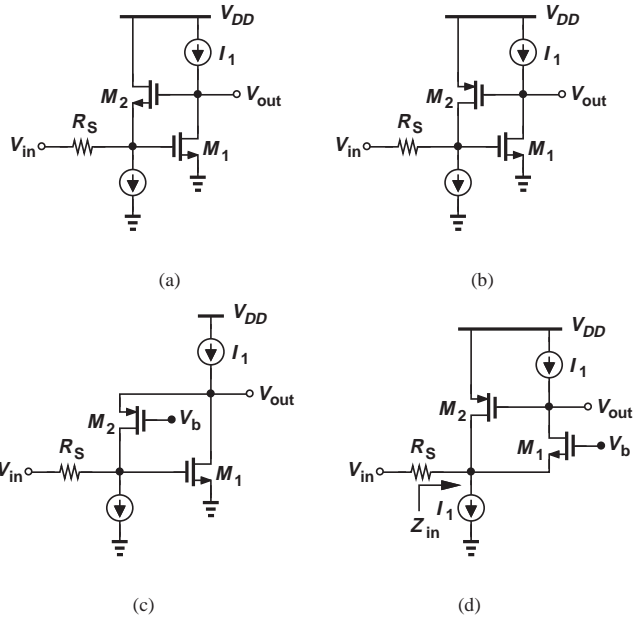 V_DD
I_1
M_2
V_out
R_S
V_in
M_1
(a)
V_DD
I_1
M_2
V_out
R_S
V_in
M_1
(b)
V_DD
I_1
V_out
M_2
V_b
R_S
V_in
M_1
(c)
V_DD
I_1
M_2
V_out
M_1
V_b
R_S
V_in
I_1
Z_in
(d)